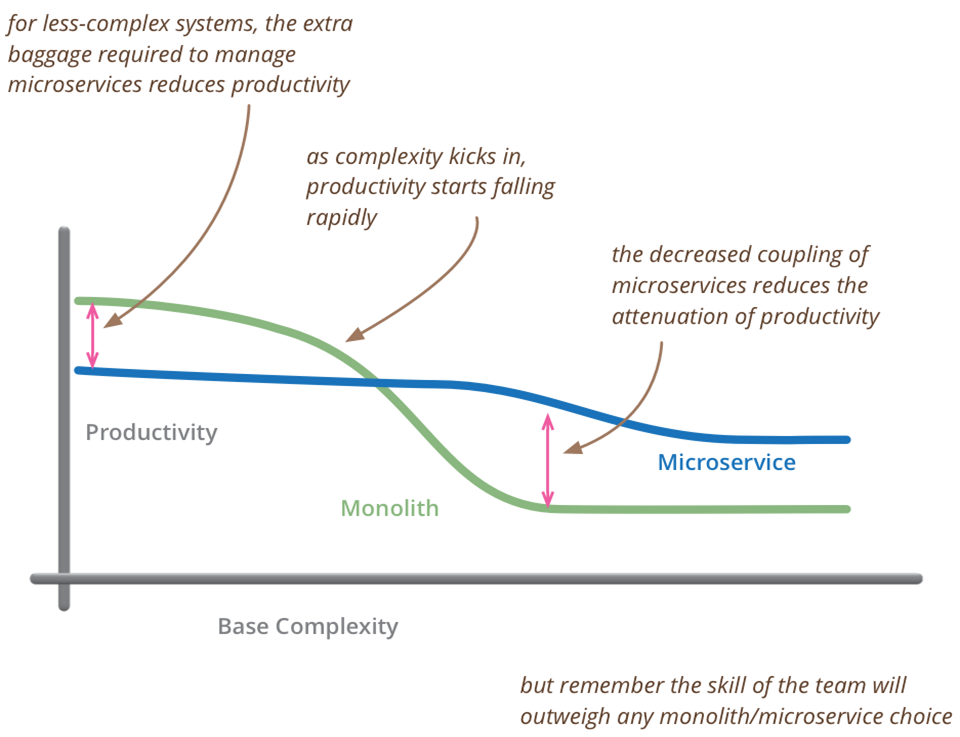 for less-complex systems, the extra
baggage required to manage
microservices reduces productivity
as complexity kicks in,
productivity starts falling
rapidly
the decreased coupling of
microservices reduces the
attenuation of productivity
Productivity
Microservice
Monolith
Base Complexity
but remember the skill of the team will
outweigh any monolith/microservice choice